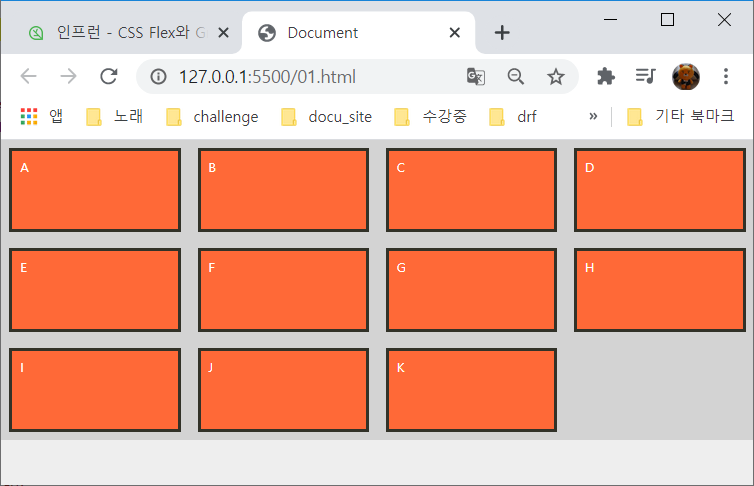 인프런 - CSS Flex와 G
Document
127.0.0.1:5500/01.html
앱
노래
challenge
docu_site
수강중
drf
»
기타 북마크
A
B
C
D
E
F
G
H
I
J
K